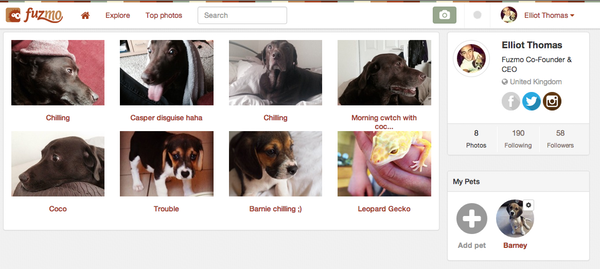 fuzmo
Explore
Top photos
Search
Elliot Thomas
Chilling
Casper disguise haha
Chilling
Morning cwtch with
coc...
Coco
Trouble
Barnie chilling ;)
Leopard Gecko
Elliot Thomas
Fuzmo Co-Founder &
CEO
United Kingdom
8
Photos
190
Following
58
Followers
My Pets
Add pet
Barney